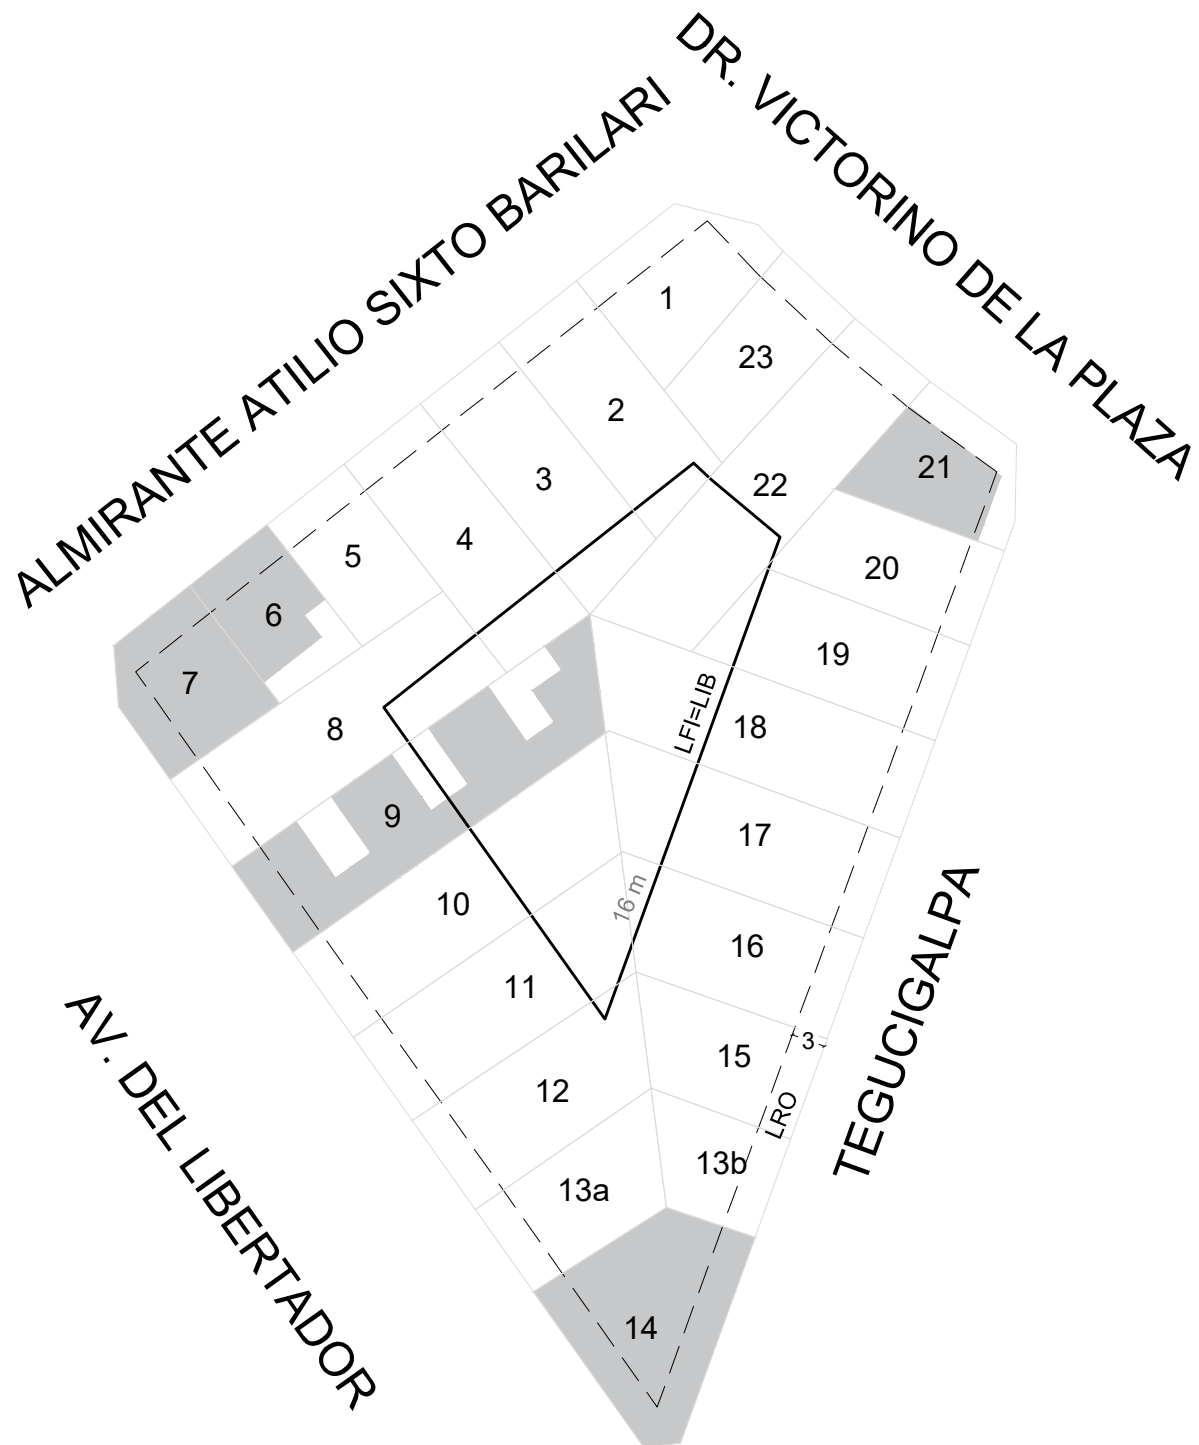 DR. VICTORINO DE LA PLAZA
ALMIRANTE ATILIO SIXTO BARILARI
1
23
2
22
21
3
4
5
20
6
19
7
8
LFI=LIB
18
9
17
10
16 m
16
11
3
15
12
LRO
TEGUCIGALPA
13b
13a
AV. DEL LIBERTADOR
14